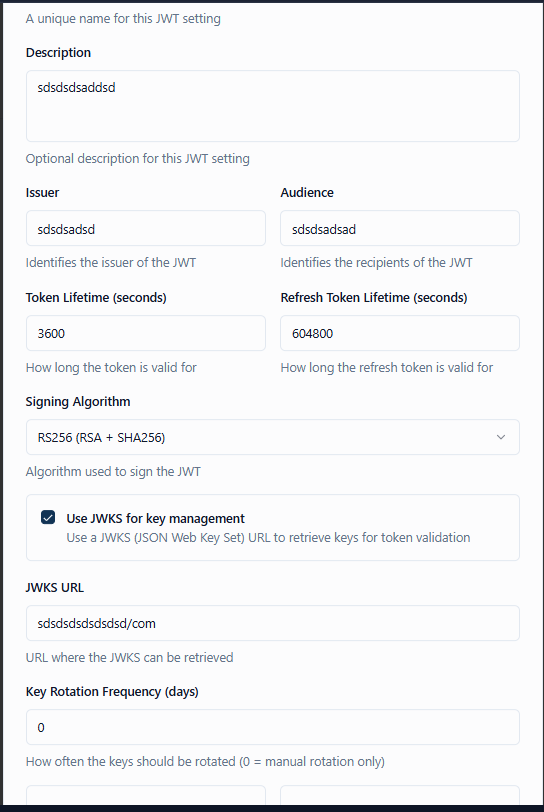 A unique name for this JWT setting
Description
sdsdsdsaddsd
Optional description for this JWT setting
Issuer
Audience
sdsdsadsd
sdsdsadsad
Identifies the issuer of the JWT
Identifies the recipients of the JWT
Token Lifetime (seconds)
Refresh Token Lifetime (seconds)
3600
604800
How long the token is valid for
How long the refresh token is valid for
Signing Algorithm
RS256 (RSA + SHA256)
Algorithm used to sign the JWT
Use JWKS for key management
Use a JWKS (JSON Web Key Set) URL to retrieve keys for token validation
JWKS URL
sdsdsdsdsdsdsd/com
URL where the JWKS can be retrieved
Key Rotation Frequency (days)
0
How often the keys should be rotated (0 = manual rotation only)